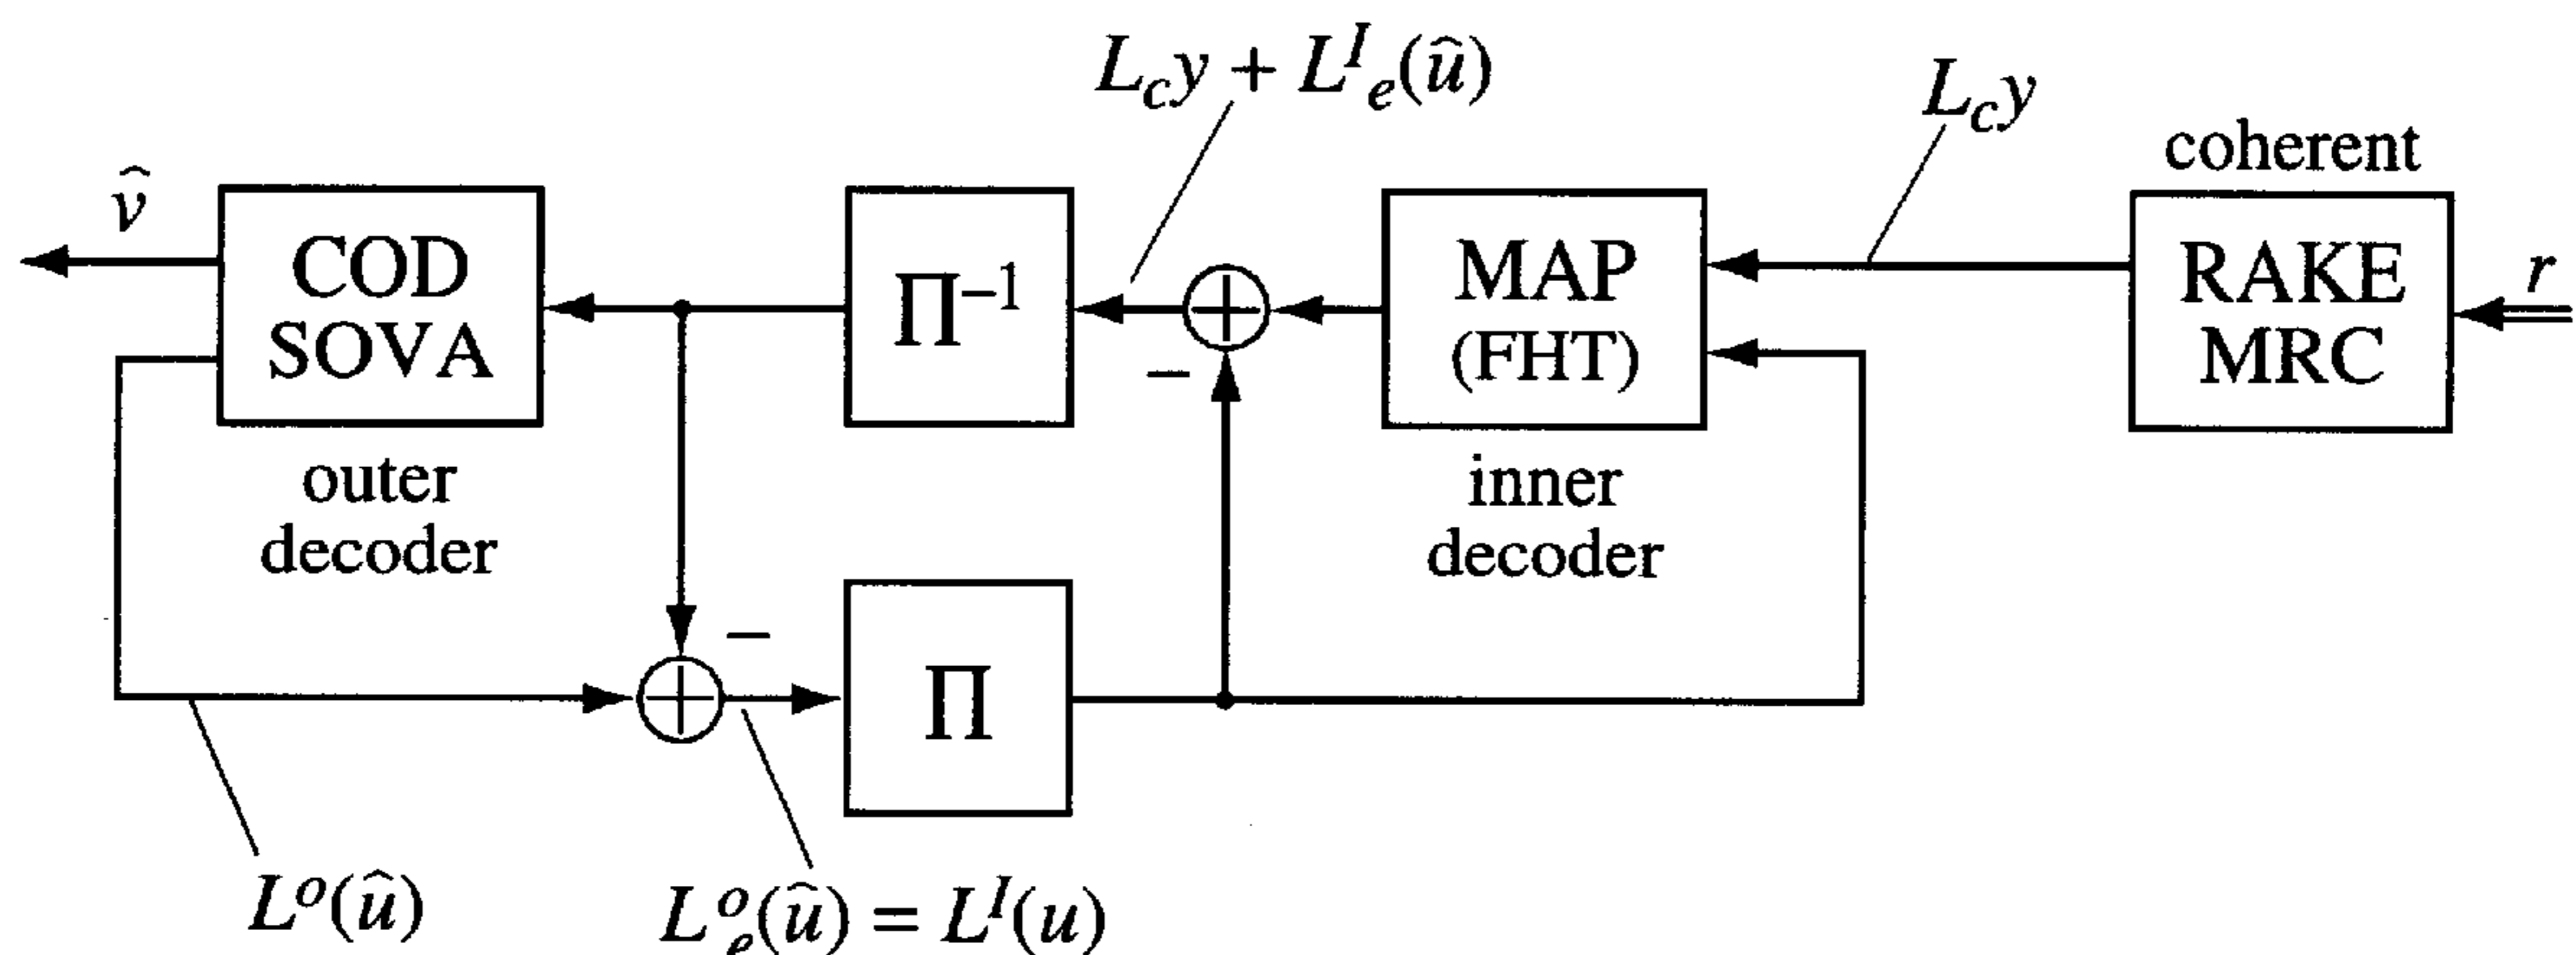 L_c y + L^I_e(û)
L_c y
coherent
v̂
COD
SOVA
Π⁻¹
MAP
(FHT)
RAKE
MRC
r
outer
decoder
inner
decoder
−
−
Π
L^o(û)
L^o_e(û) = L^I(u)